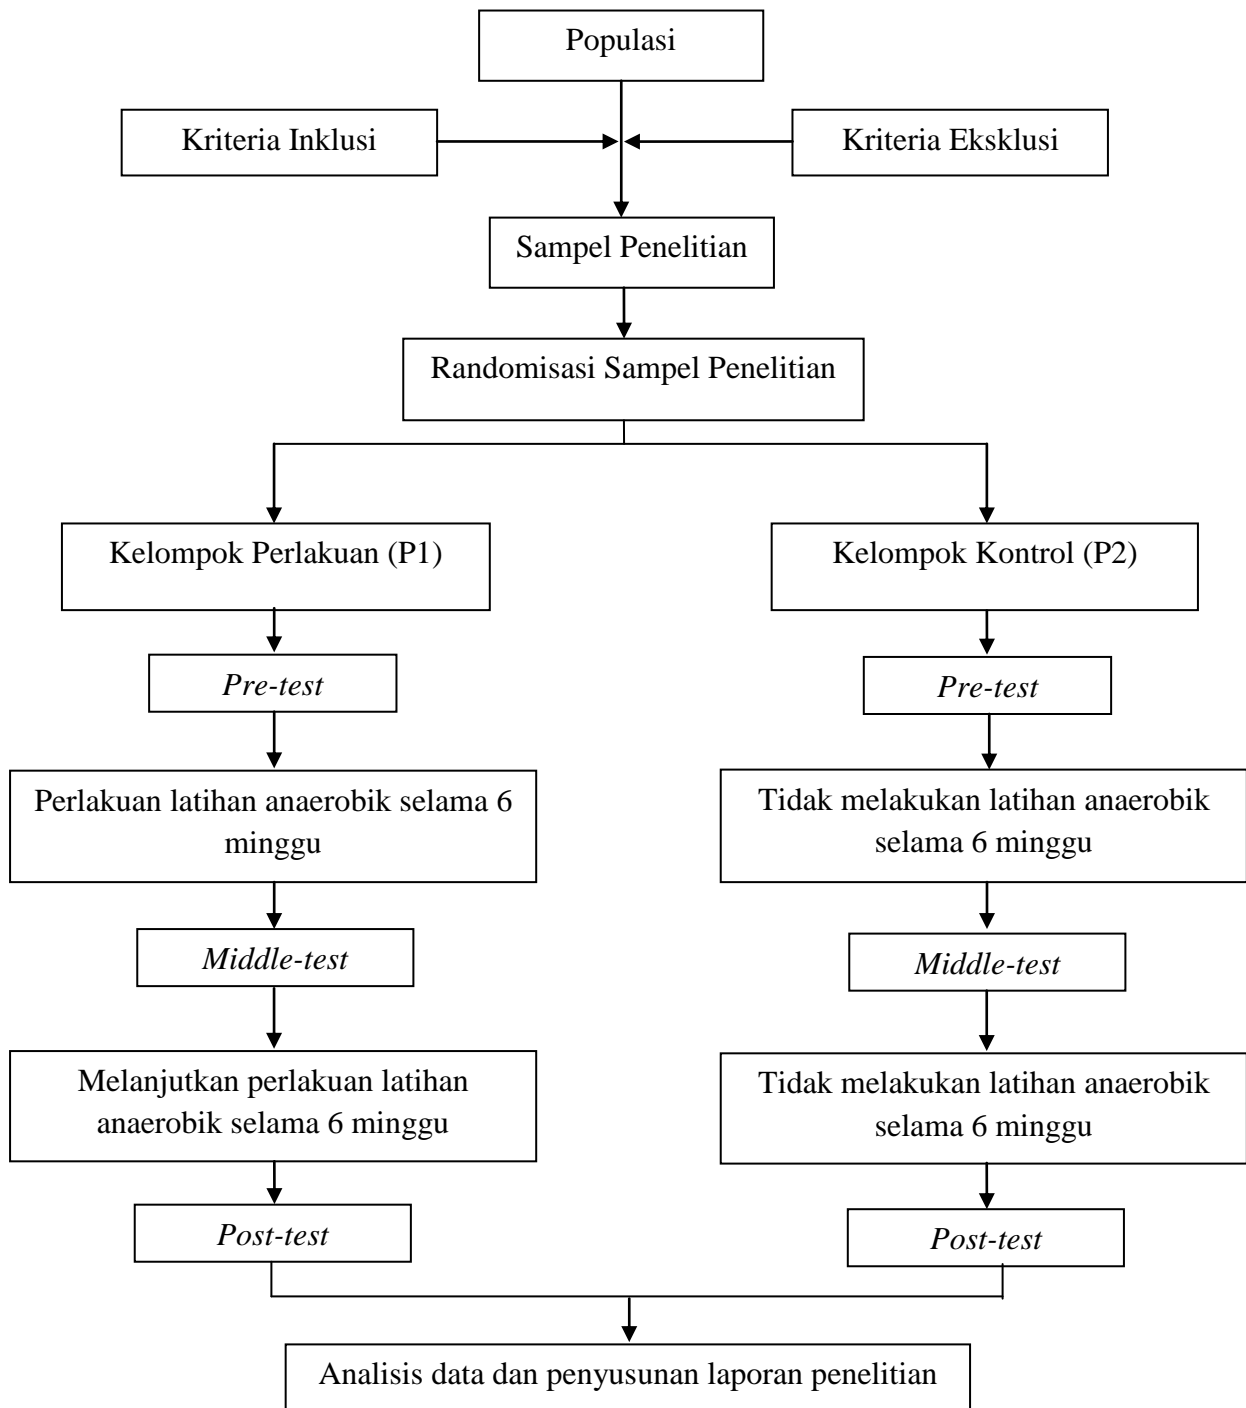 Populasi
Kriteria Inklusi
Kriteria Eksklusi
Sampel Penelitian
Randomisasi Sampel Penelitian
Kelompok Perlakuan (P1)
Kelompok Kontrol (P2)
Pre-test
Pre-test
Perlakuan latihan anaerobik selama 6
minggu
Tidak melakukan latihan anaerobik
selama 6 minggu
Middle-test
Middle-test
Melanjutkan perlakuan latihan
anaerobik selama 6 minggu
Tidak melakukan latihan anaerobik
selama 6 minggu
Post-test
Post-test
Analisis data dan penyusunan laporan penelitian